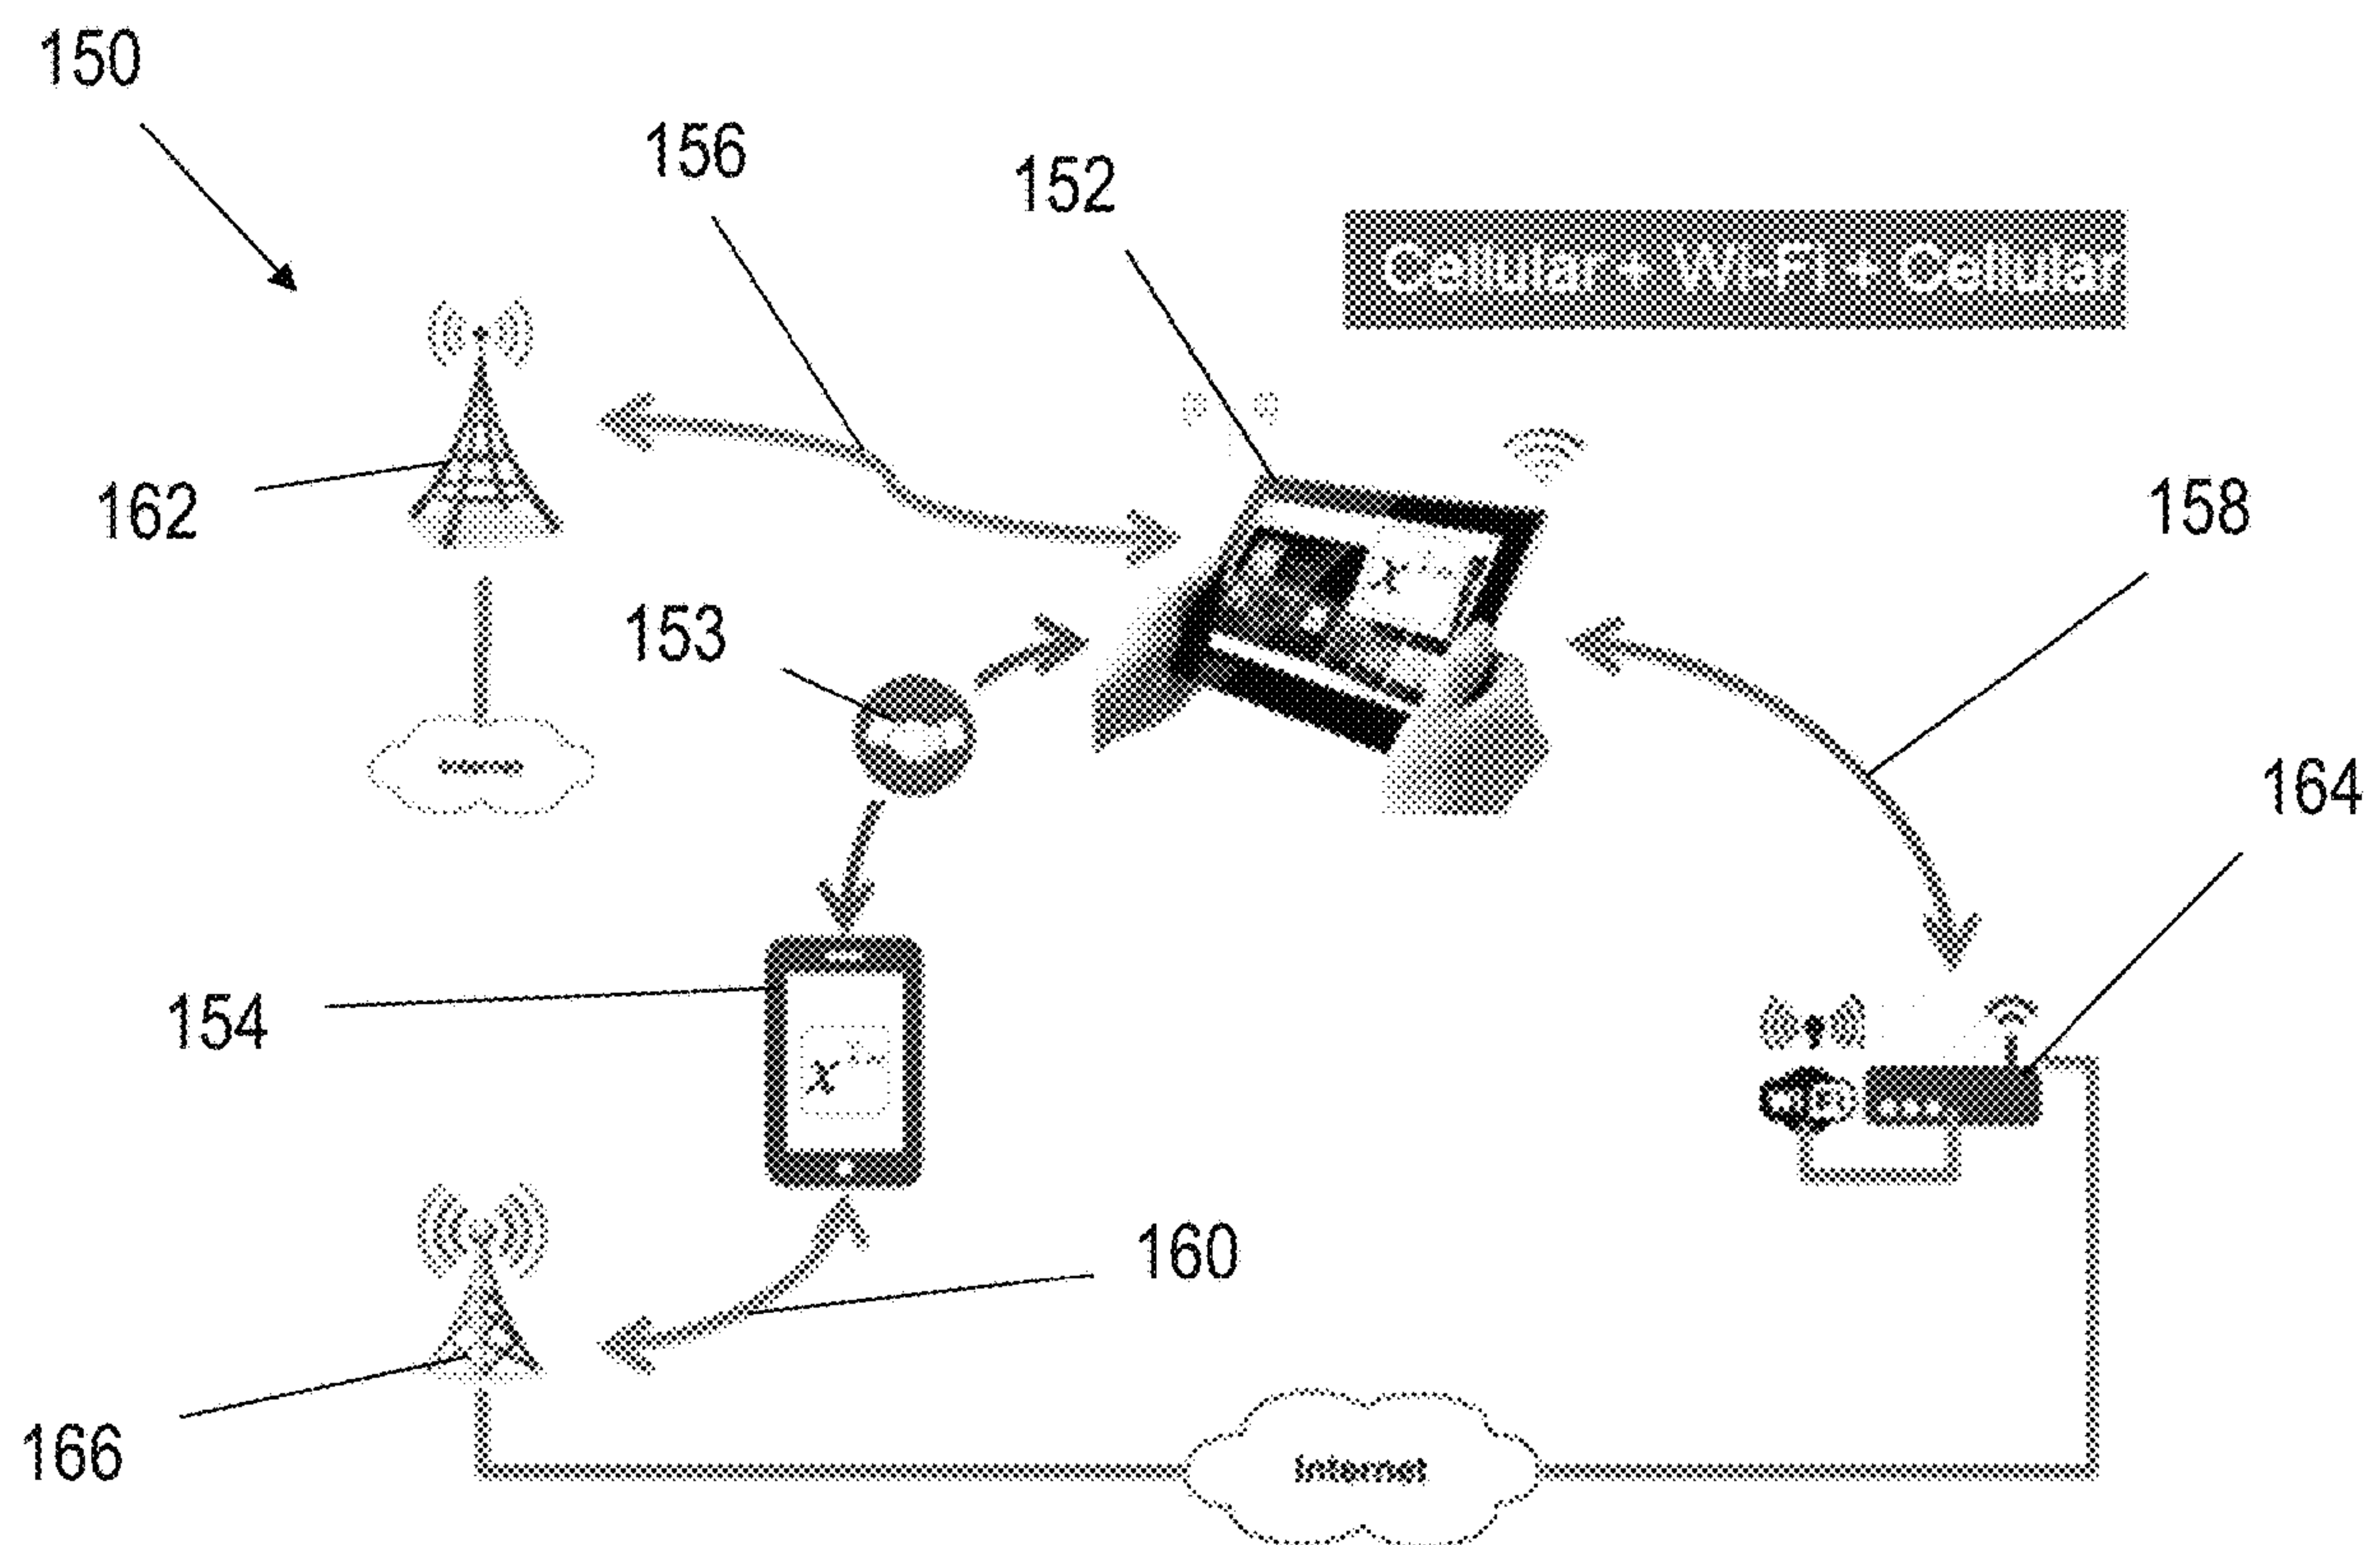 150
156
152
Cellular + Wi-Fi + Cellular
162
158
153
164
154
x
x
160
166
Internet